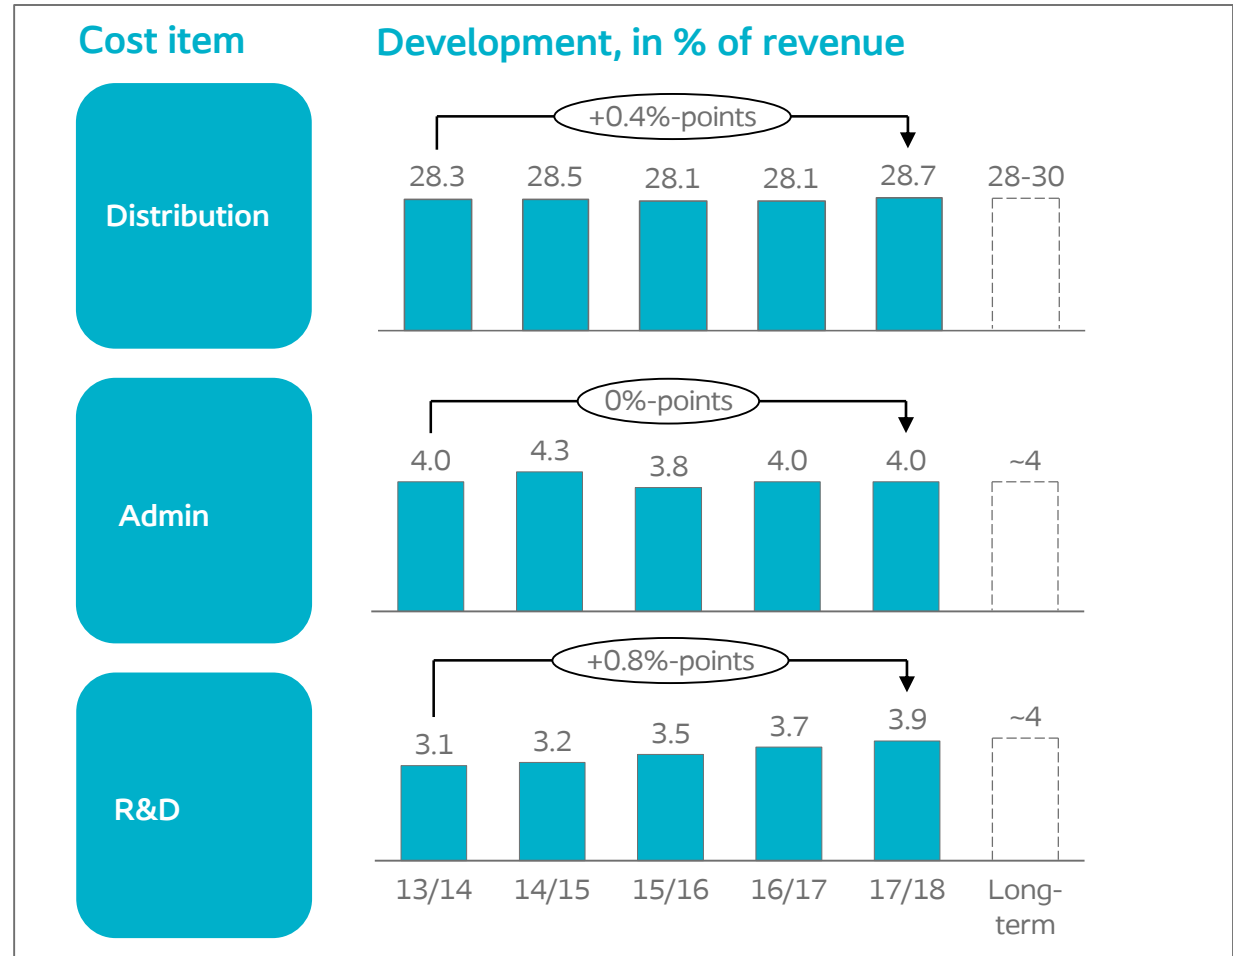 Cost item
Development, in % of revenue
Distribution
+0.4%-points
28.3 28.5 28.1 28.1 28.7 28-30
Admin
0%-points
4.0 4.3 3.8 4.0 4.0 ~4
R&D
+0.8%-points
3.1 3.2 3.5 3.7 3.9 ~4
13/14 14/15 15/16 16/17 17/18 Long-
term